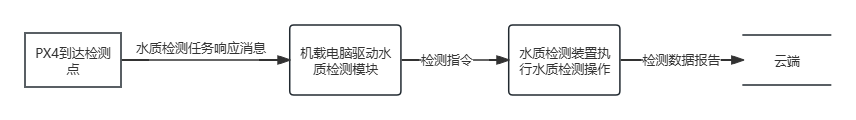 PX4到达检测
点
水质检测任务响应消息
机载电脑驱动水
质检测模块
检测指令
水质检测装置执
行水质检测操作
检测数据报告
云端